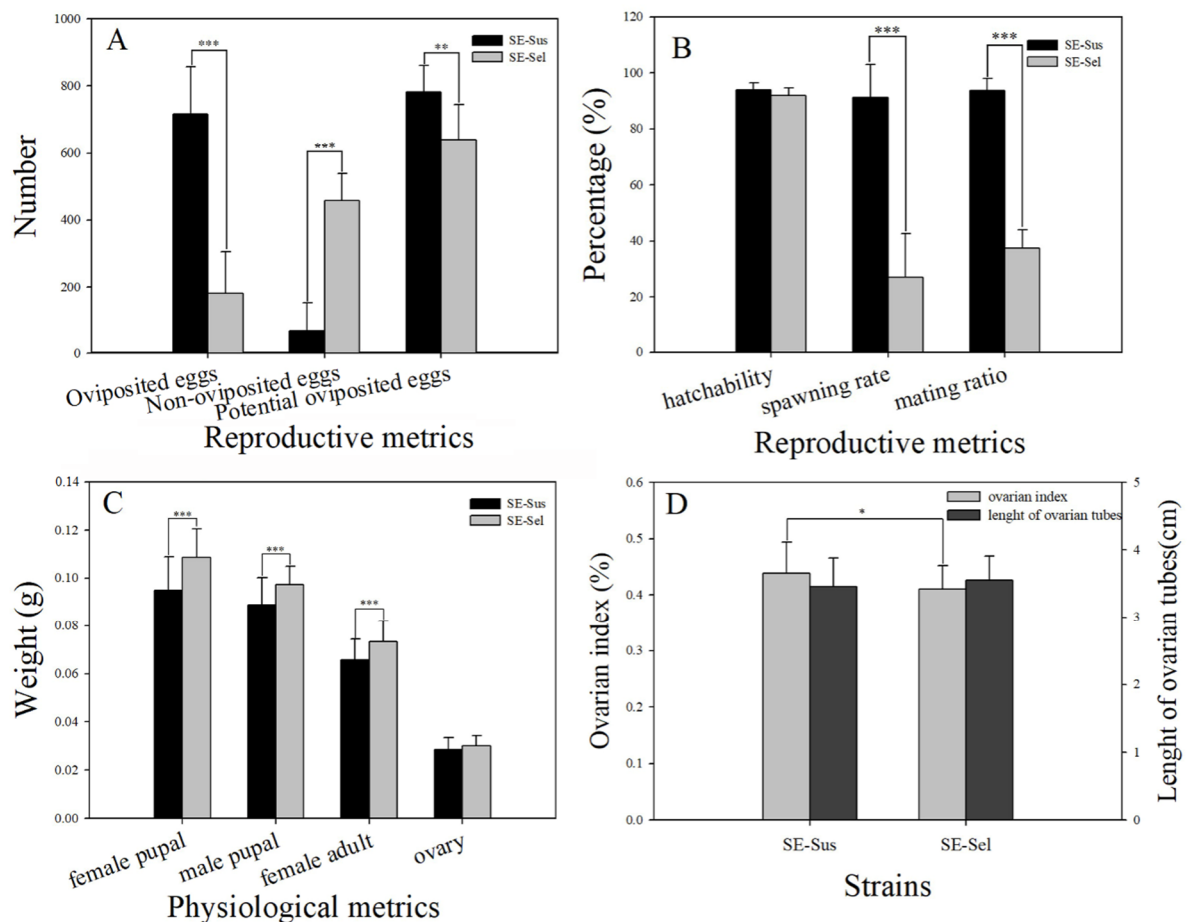 A
SE-Sus
SE-Sel
***
***
**
1000
800
600
400
200
0
Number
Oviposited eggs
Non-oviposited eggs
Potential oviposited eggs
Reproductive metrics
B
SE-Sus
SE-Sel
***
***
120
100
80
60
40
20
0
Percentage (%)
hatchability
spawning rate
mating ratio
Reproductive metrics
C
SE-Sus
SE-Sel
***
***
***
0.14
0.12
0.10
0.08
0.06
0.04
0.02
0.00
Weight (g)
female pupal
male pupal
female adult
ovary
Physiological metrics
D
ovarian index
lenght of ovarian tubes
*
0.6
0.5
0.4
0.3
0.2
0.1
0.0
Ovarian index (%)
5
4
3
2
1
0
Lenght of ovarian tubes(cm)
SE-Sus
SE-Sel
Strains